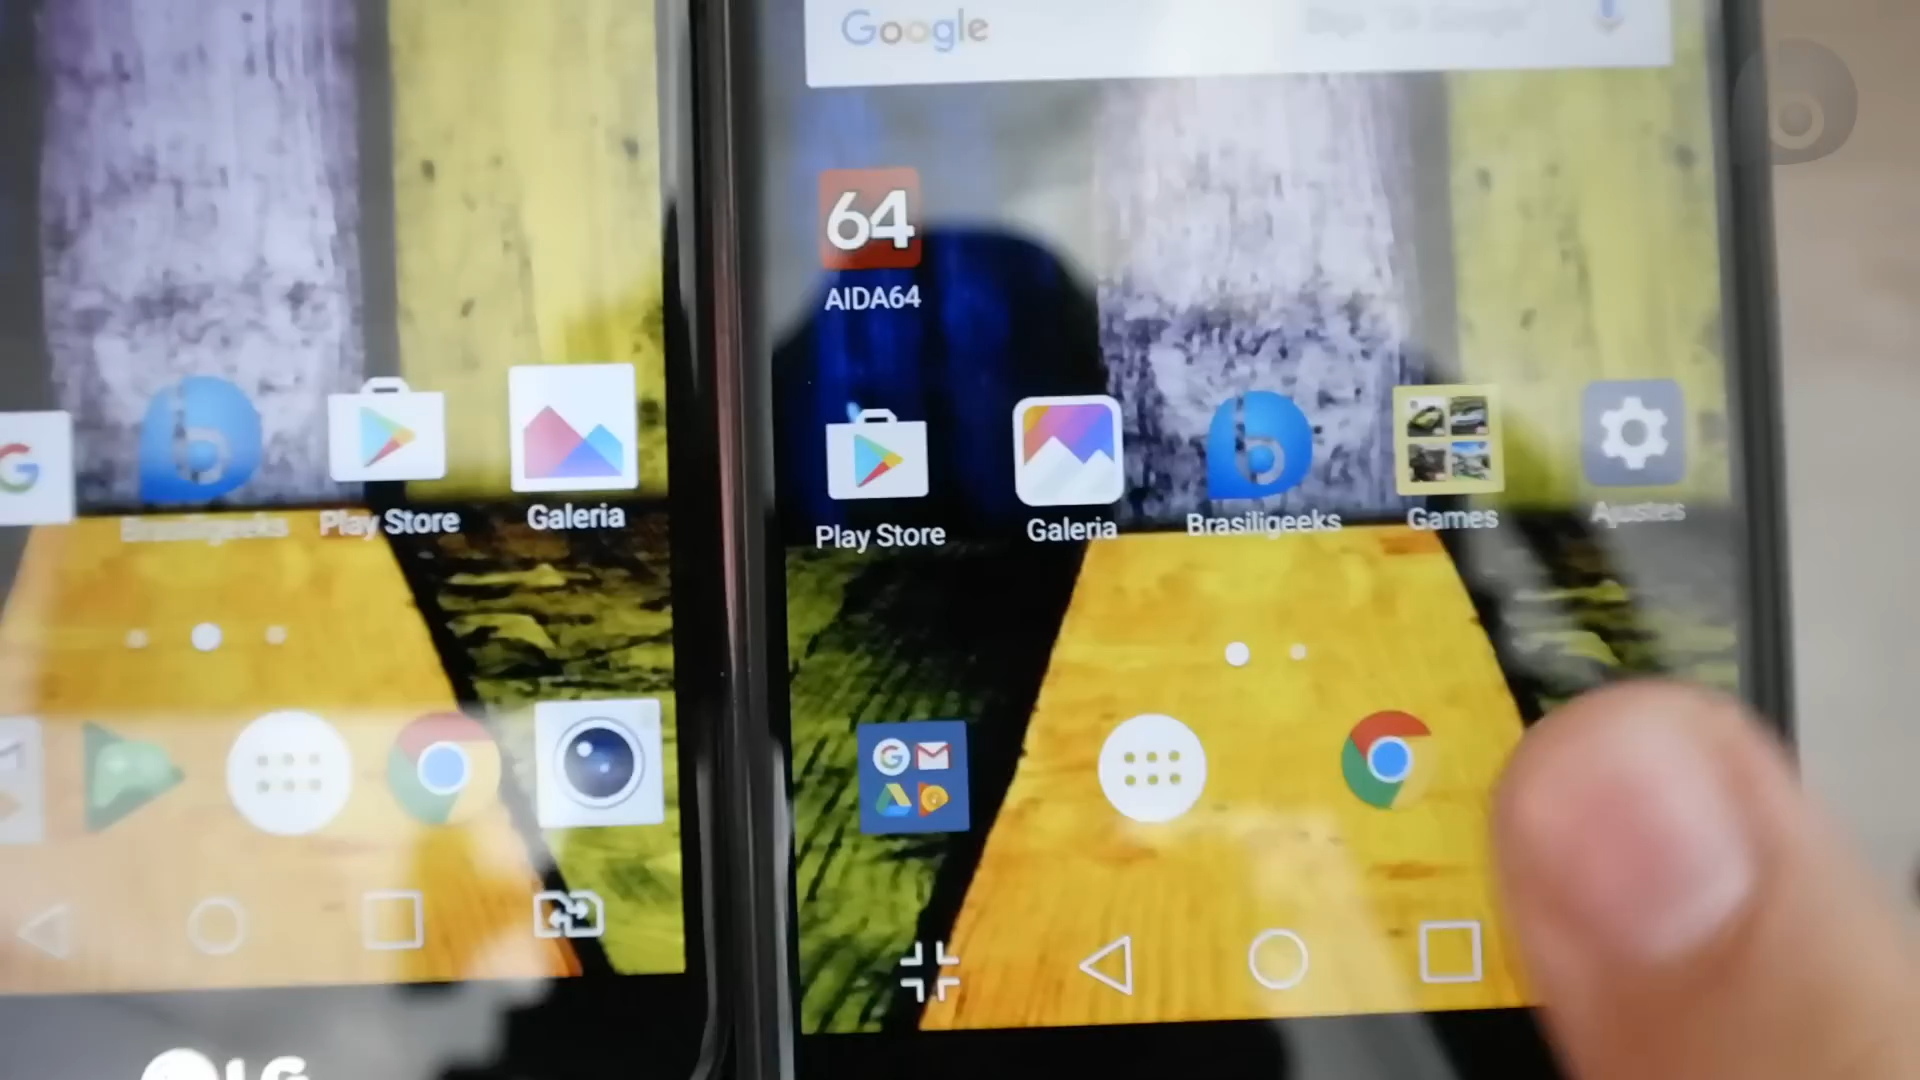 Google
64
AIDA64
Brasiligeeks
Play Store
Galeria
Play Store
Galeria
Brasiligeeks
Games
Ajustes
LG